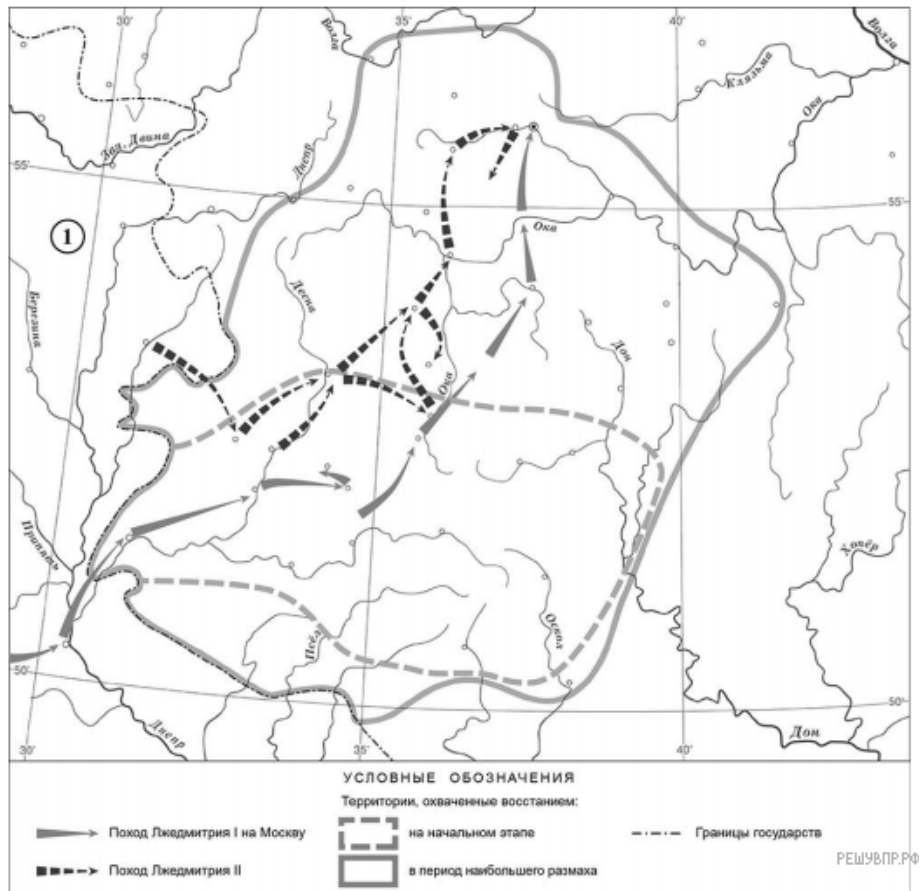 30'
35'
40'
Волга
Волга
Клязьма
Ока
Зап. Двина
Днепр
55'
55'
1
Ока
Березина
Десна
Дон
Ока
Припять
Хопёр
Псёл
Оскол
50'
50'
Днепр
Дон
30'
35'
40'
УСЛОВНЫЕ ОБОЗНАЧЕНИЯ
Территории, охваченные восстанием:
Поход Лжедмитрия I на Москву
на начальном этапе
Границы государств
Поход Лжедмитрия II
в период наибольшего размаха
РЕШУВПР.РФ